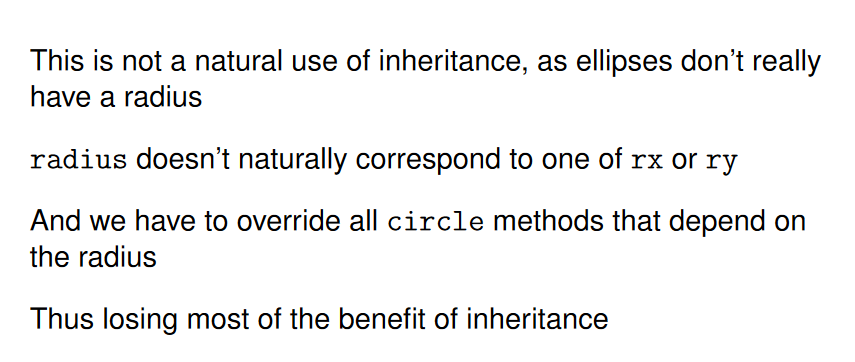 This is not a natural use of inheritance, as ellipses don’t really
have a radius
radius doesn’t naturally correspond to one of rx or ry
And we have to override all circle methods that depend on
the radius
Thus losing most of the benefit of inheritance